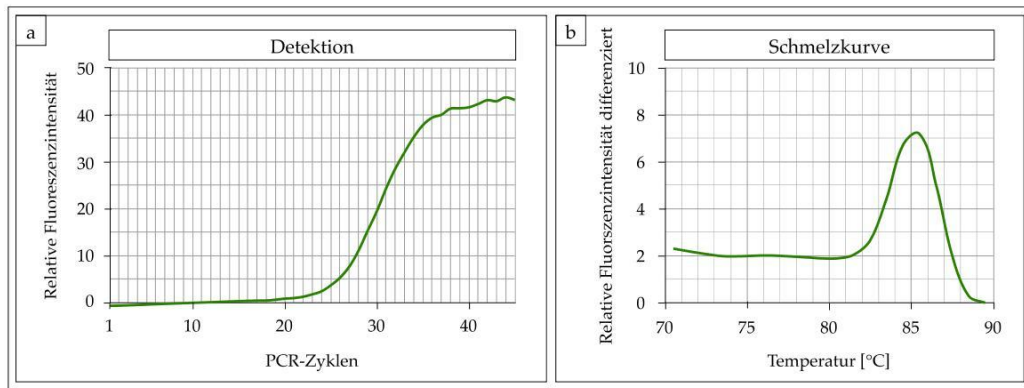 a
Detektion
Relative Fluoreszenzintensität
50
40
30
20
10
0
1 10 20 30 40
PCR-Zyklen
b
Schmelzkurve
Relative Fluorszenzintensität differenziert
10
8
6
4
2
0
70 75 80 85 90
Temperatur [°C]